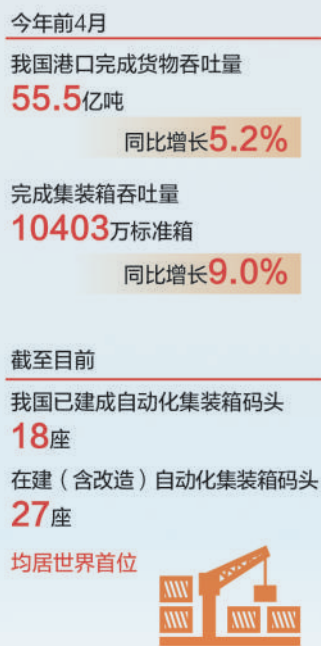 今年前4月
我国港口完成货物吞吐量
55.5亿吨
同比增长5.2%
完成集装箱吞吐量
10403万标准箱
同比增长9.0%
截至目前
我国已建成自动化集装箱码头
18座
在建（含改造）自动化集装箱码头
27座
均居世界首位